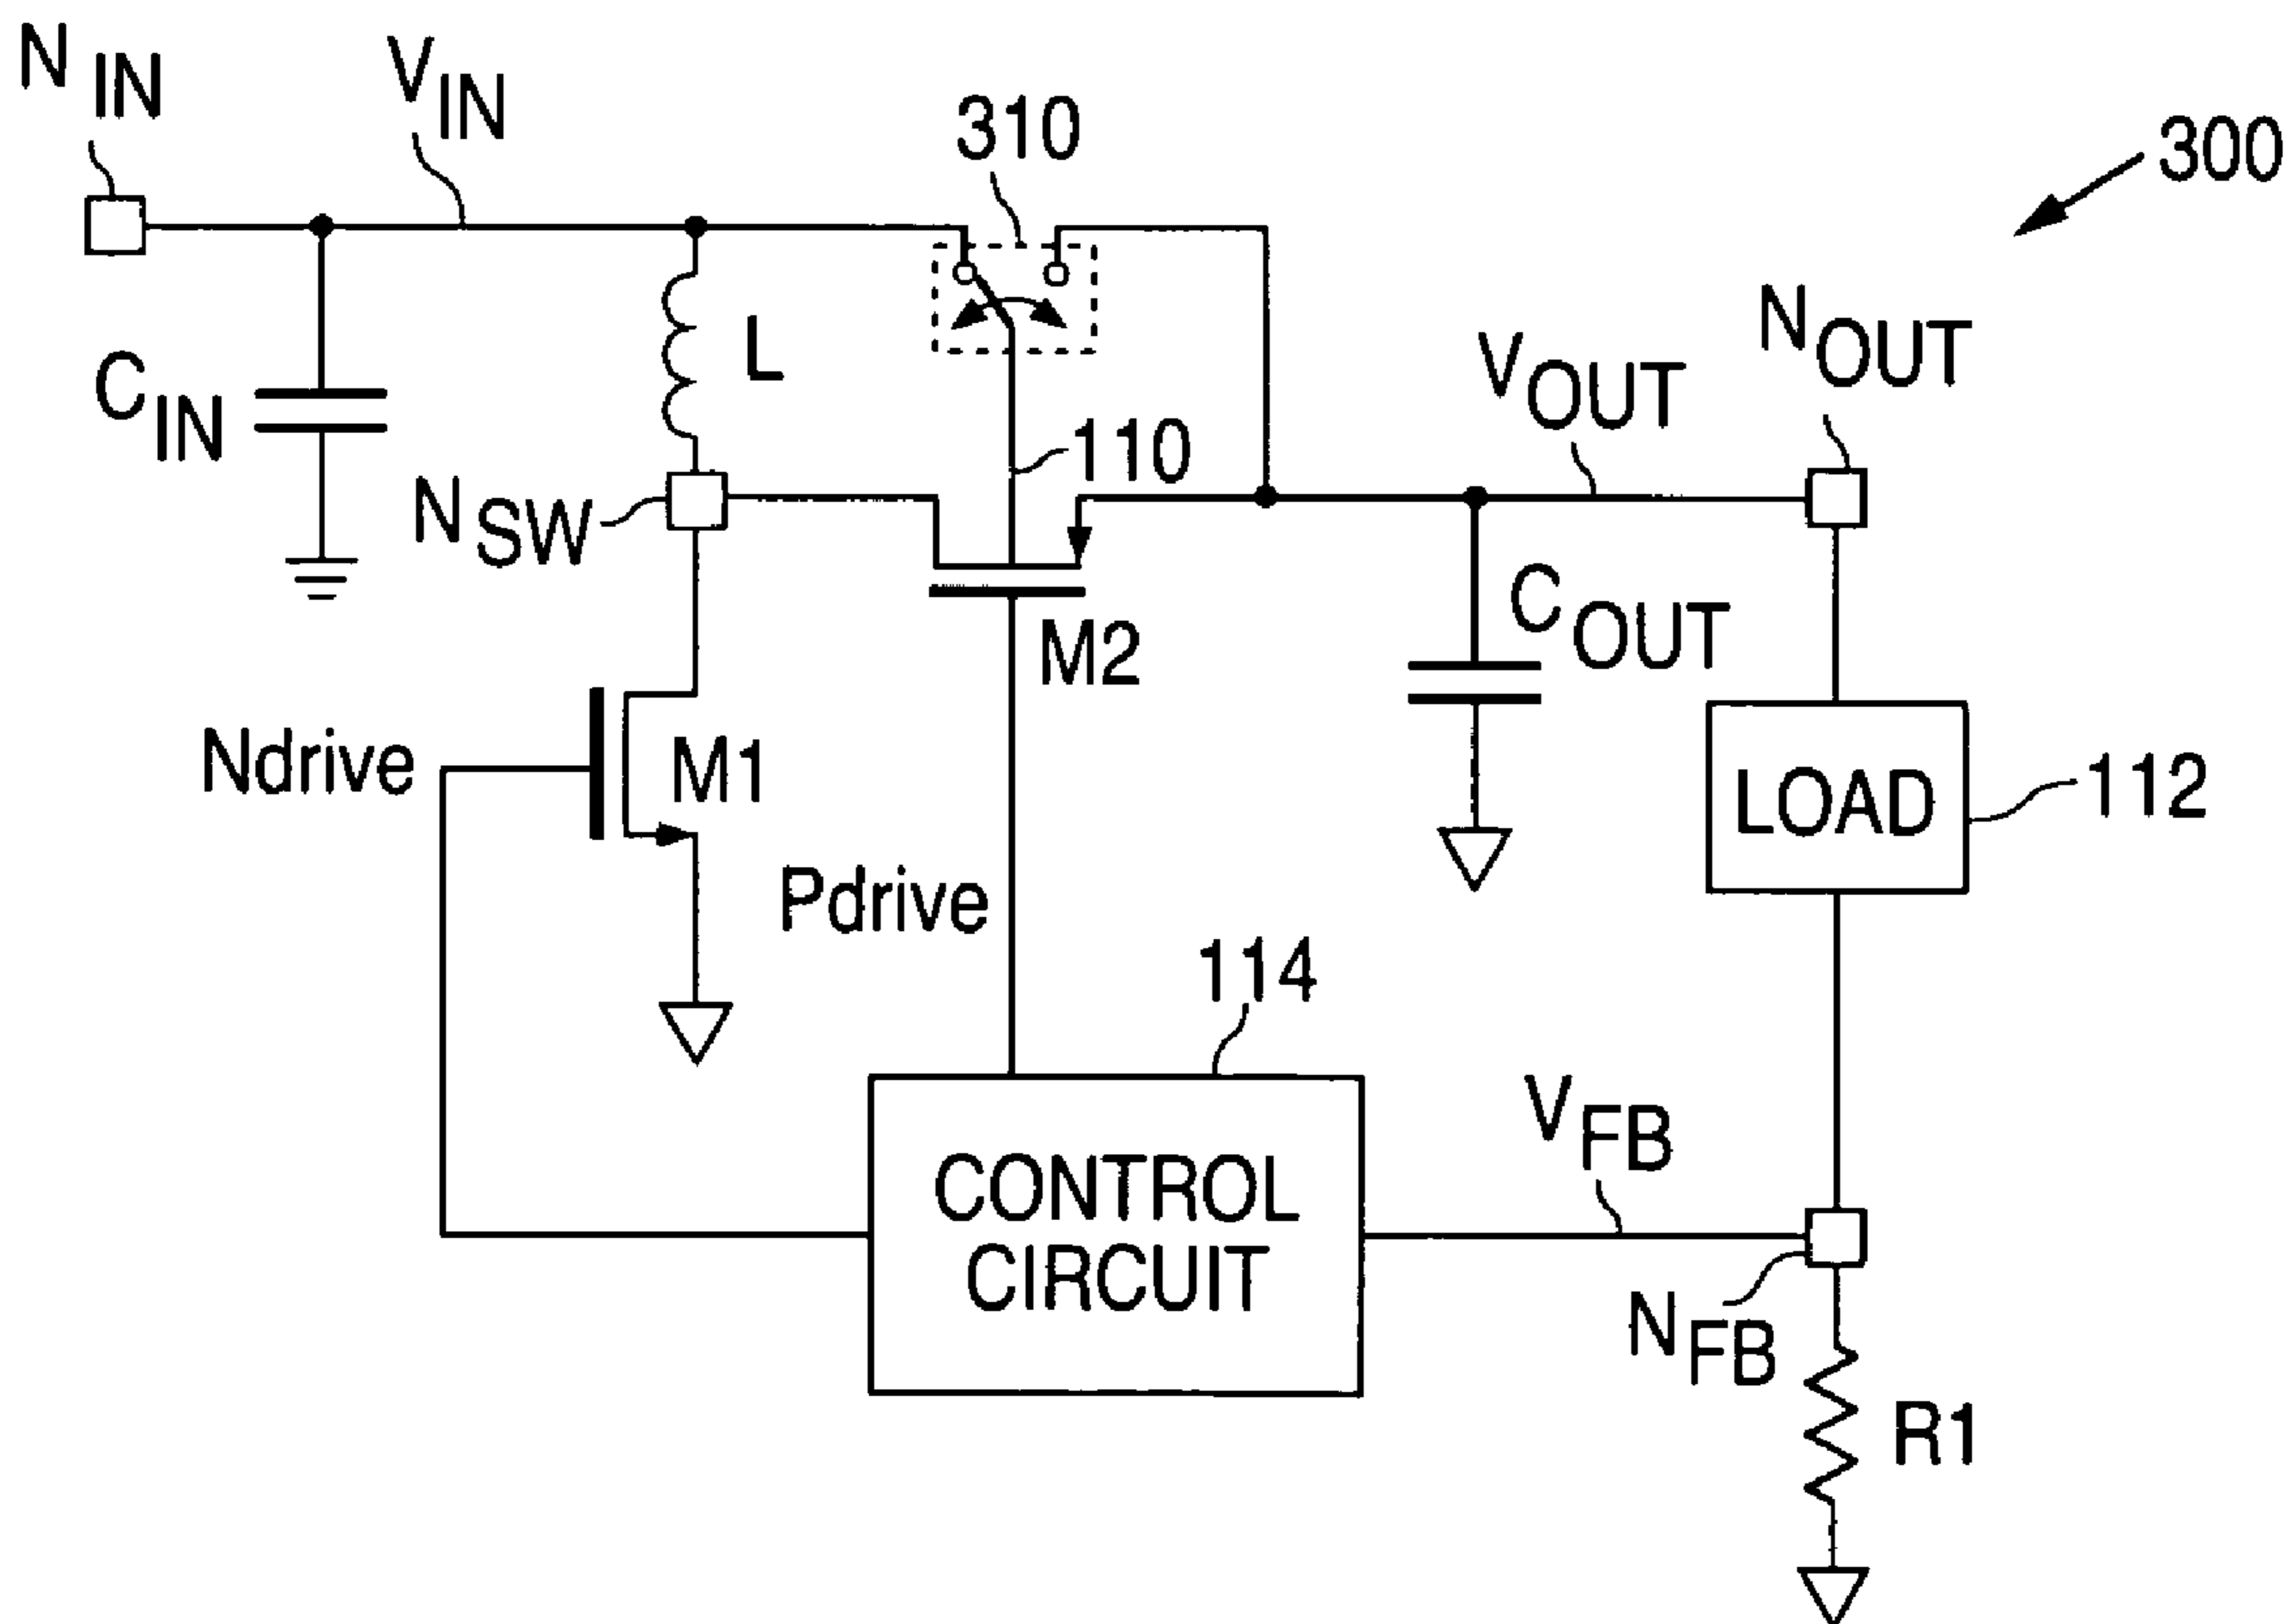 N IN
V IN
310
300
C IN
L
N OUT
V OUT
110
N SW
C OUT
M2
Ndrive
M1
LOAD
112
Pdrive
114
V FB
CONTROL
CIRCUIT
N FB
R1